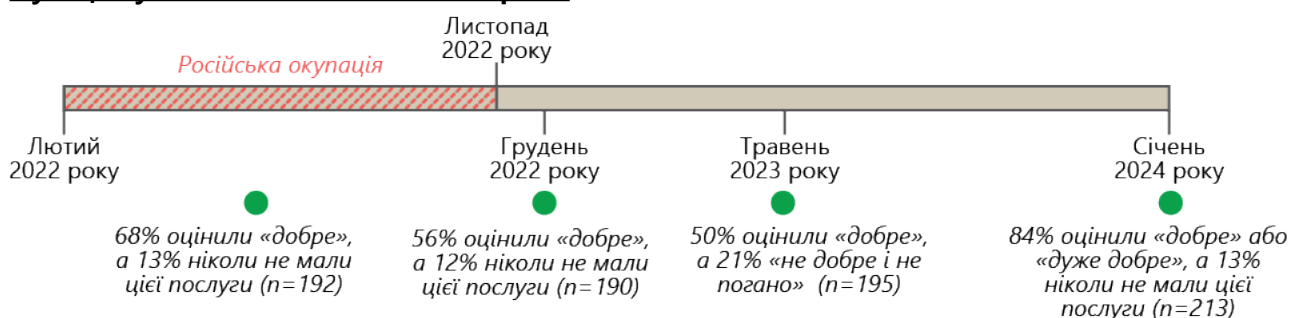 Листопад
2022 року
Російська окупація
Лютий
2022 року
Грудень
2022 року
Травень
2023 року
Січень
2024 року
68% оцінили «добре»,
а 13% ніколи не мали
цієї послуги (n=192)
56% оцінили «добре»,
а 12% ніколи не мали
цієї послуги (n=190)
50% оцінили «добре»,
а 21% «не добре і не
погано» (n=195)
84% оцінили «добре» або
«дуже добре», а 13%
ніколи не мали цієї
послуги (n=213)